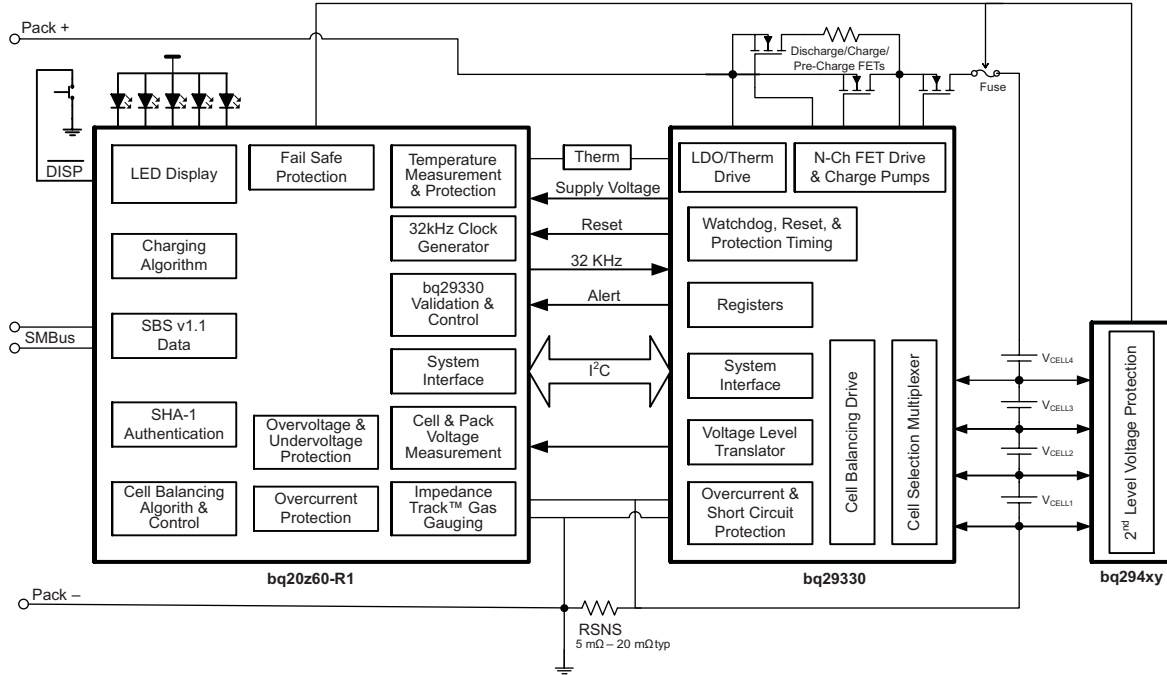 Pack +
Discharge/Charge/
Pre-Charge FETs
Fuse
DISP
LED Display
Fail Safe
Protection
Temperature
Measurement
& Protection
Therm
LDO/Therm
Drive
N-Ch FET Drive
& Charge Pumps
Supply Voltage
32kHz Clock
Generator
Reset
Watchdog, Reset, &
Protection Timing
Charging
Algorithm
32 KHz
bq29330
Validation &
Control
Alert
Registers
SMBus
SBS v1.1
Data
System
Interface
I²C
System
Interface
Cell Balancing Drive
Cell Selection Multiplexer
VCELL4
VCELL3
VCELL2
VCELL1
2nd Level Voltage Protection
SHA-1
Authentication
Overvoltage &
Undervoltage
Protection
Cell & Pack
Voltage
Measurement
Voltage Level
Translator
Cell Balancing
Algorith &
Control
Overcurrent
Protection
Impedance
Track™ Gas
Gauging
Overcurrent &
Short Circuit
Protection
bq20z60-R1
bq29330
bq294xy
Pack –
RSNS
5 mΩ – 20 mΩ typ